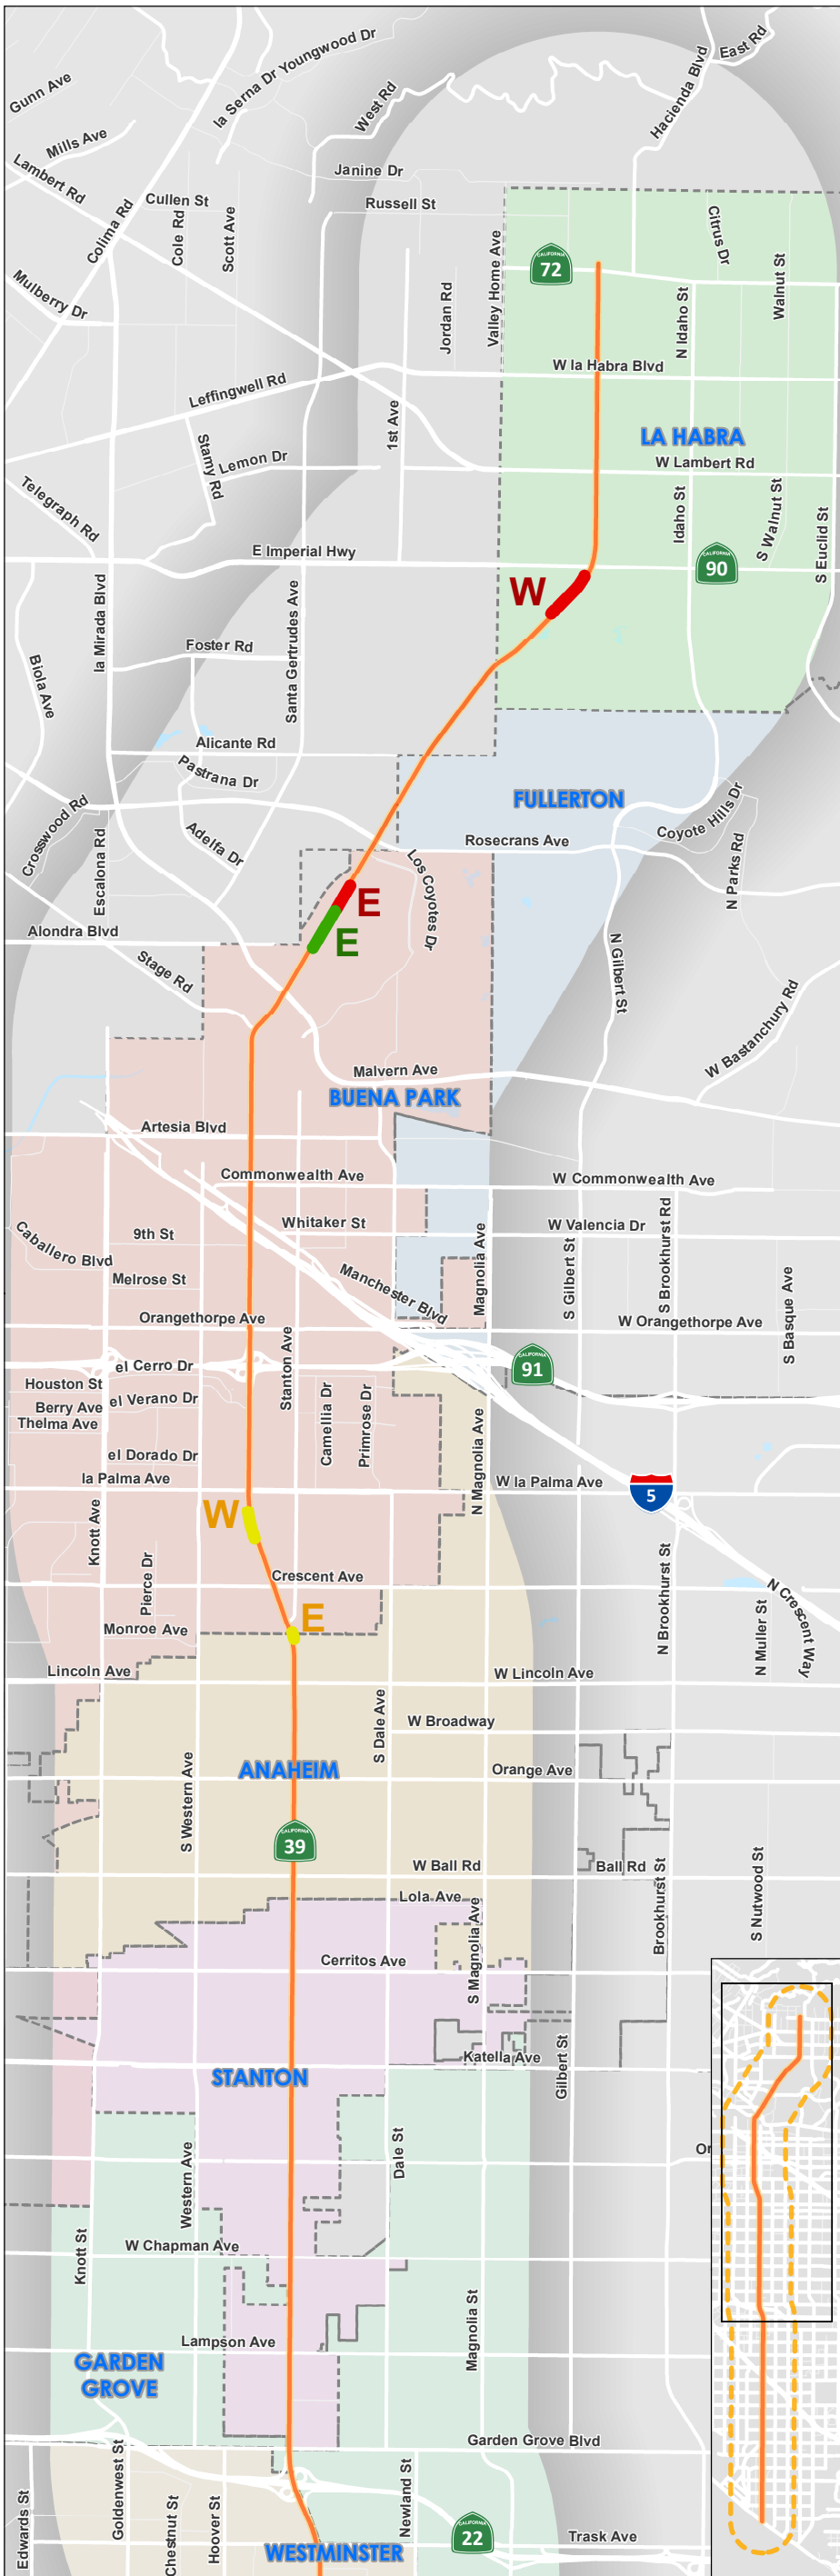 East Rd
Youngwood Dr
la Serna Dr
Hacienda Blvd
Gunn Ave
West Rd
Mills Ave
Lambert Rd
Janine Dr
Cullen St
Russell St
Colima Rd
Cole Rd
Scott Ave
Citrus Dr
Valley Home Ave
CALIFORNIA
72
Walnut St
Mulberry Dr
Jordan Rd
N Idaho St
W la Habra Blvd
Leffingwell Rd
1st Ave
LA HABRA
Stamy Rd
Lemon Dr
W Lambert Rd
Telegraph Rd
Idaho St
S Walnut St
S Euclid St
E Imperial Hwy
CALIFORNIA
90
W
la Mirada Blvd
Santa Gertrudes Ave
Foster Rd
Biola Ave
Alicante Rd
Pastrana Dr
FULLERTON
Crosswood Rd
Adelfa Dr
Rosecrans Ave
Coyote Hills Dr
Escalona Rd
Los Coyotes Dr
N Parks Rd
E
Alondra Blvd
E
Stage Rd
N Gilbert St
W Bastanchury Rd
Malvern Ave
BUENA PARK
Artesia Blvd
Commonwealth Ave
W Commonwealth Ave
Whitaker St
W Valencia Dr
Caballero Blvd
9th St
Magnolia Ave
S Gilbert St
S Brookhurst Rd
Melrose St
Manchester Blvd
S Basque Ave
Orangethorpe Ave
W Orangethorpe Ave
el Cerro Dr
Stanton Ave
CALIFORNIA
91
Houston St
Berry Ave
el Verano Dr
Camellia Dr
Primrose Dr
Thelma Ave
N Magnolia Ave
el Dorado Dr
la Palma Ave
W la Palma Ave
5
W
Knott Ave
Crescent Ave
Pierce Dr
N Brookhurst St
N Crescent Way
N Muller St
E
Monroe Ave
Lincoln Ave
W Lincoln Ave
S Dale Ave
W Broadway
ANAHEIM
Orange Ave
S Western Ave
CALIFORNIA
39
W Ball Rd
Ball Rd
Lola Ave
Brookhurst St
S Nutwood St
S Magnolia Ave
Cerritos Ave
Katella Ave
STANTON
Gilbert St
Dale St
Or
Western Ave
W Chapman Ave
Knott St
Magnolia St
Lampson Ave
GARDEN
GROVE
Garden Grove Blvd
Goldenwest St
Newland St
Edwards St
Chestnut St
Hoover St
CALIFORNIA
22
Trask Ave
WESTMINSTER